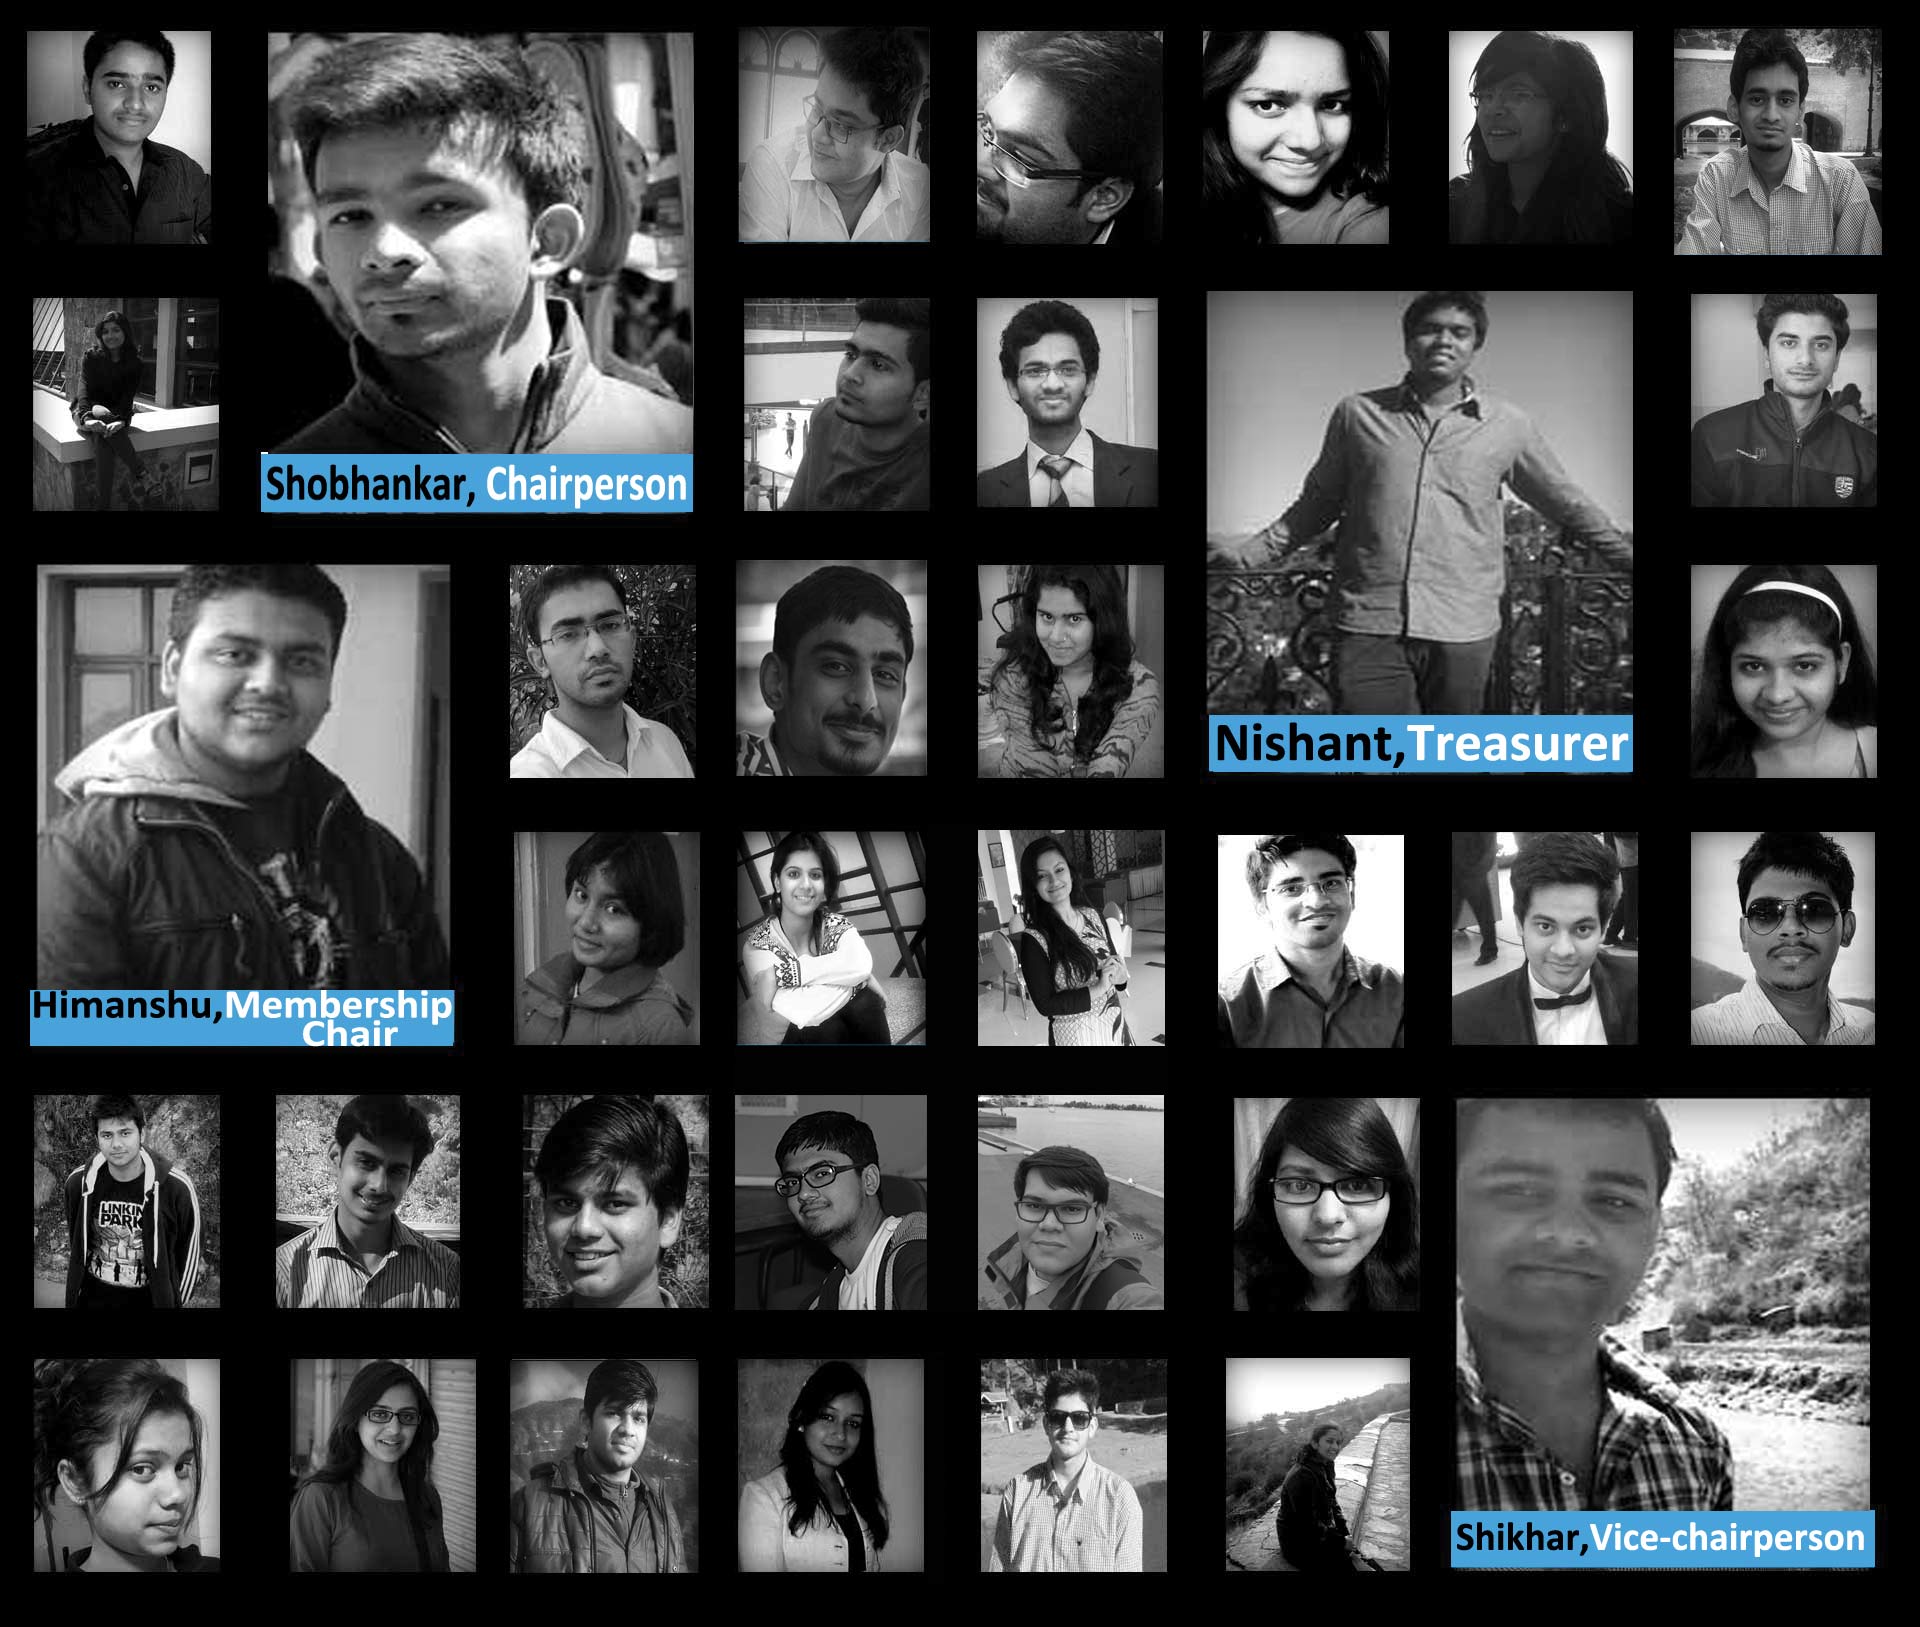 Shobhankar, Chairperson
Nishant,Treasurer
Himanshu,Membership
Chair
LINKIN
PARK
Shikhar,Vice-chairperson